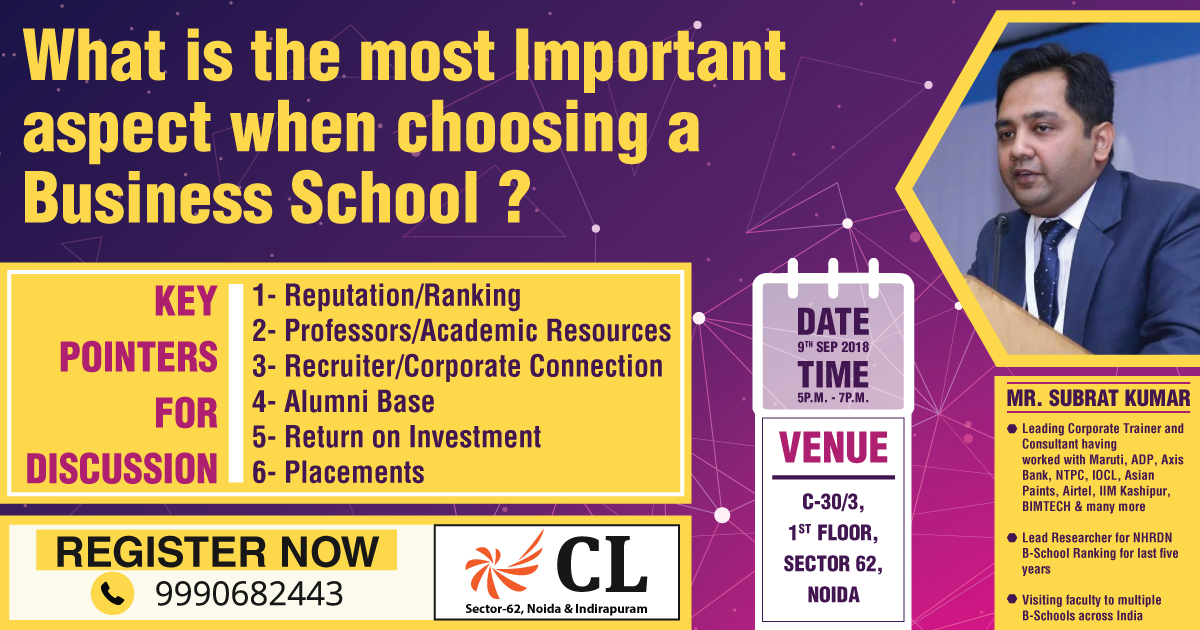 What is the most Important
aspect when choosing a
Business School ?
KEY
POINTERS
FOR
DISCUSSION
1- Reputation/Ranking
2- Professors/Academic Resources
3- Recruiter/Corporate Connection
4- Alumni Base
5- Return on Investment
6- Placements
REGISTER NOW
9990682443
CL
Sector-62, Noida & Indirapuram
DATE
9TH SEP 2018
TIME
5P.M. - 7P.M.
VENUE
C-30/3,
1ST FLOOR,
SECTOR 62,
NOIDA
MR. SUBRAT KUMAR
Leading Corporate Trainer and
Consultant having
worked with Maruti, ADP, Axis
Bank, NTPC, IOCL, Asian
Paints, Airtel, IIM Kashipur,
BIMTECH & many more
Lead Researcher for NHRDN
B-School Ranking for last five
years
Visiting faculty to multiple
B-Schools across India